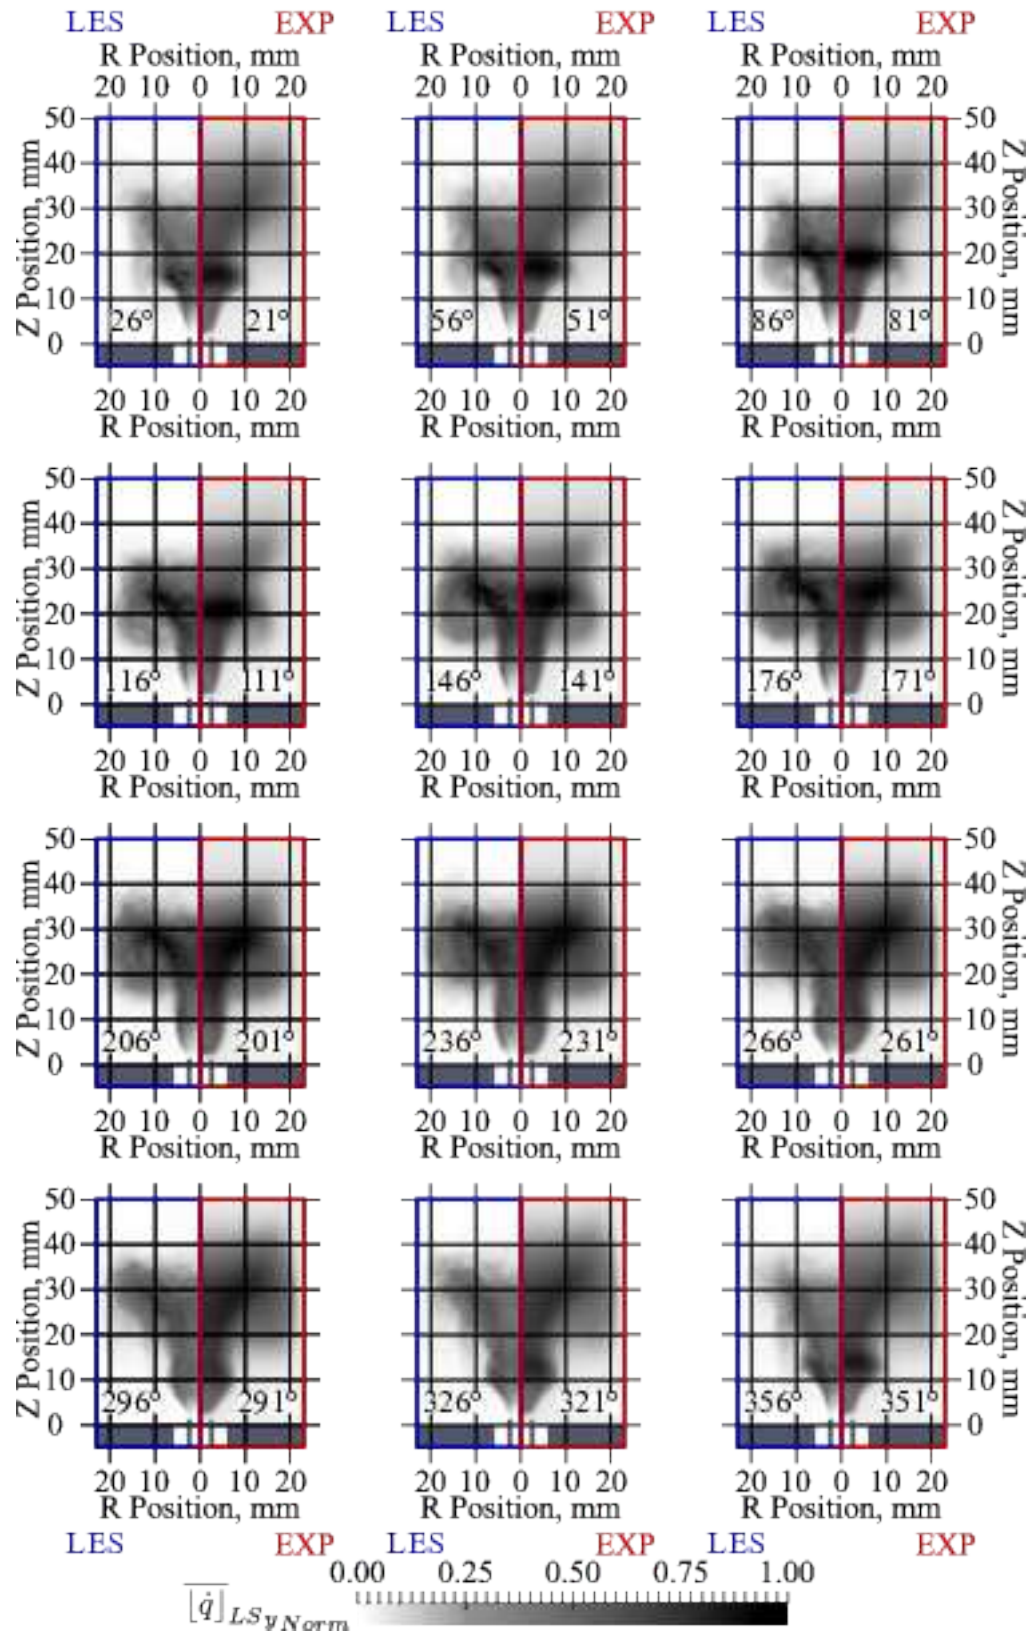 LES EXP LES EXP LES EXP
R Position, mm R Position, mm R Position, mm
20 10 0 10 20 20 10 0 10 20 20 10 0 10 20
50 50
40 40
30 30
20 20
10 10
0 0
Z Position, mm Z Position, mm
26° 21° 56° 51° 86° 81°
20 10 0 10 20 20 10 0 10 20 20 10 0 10 20
R Position, mm R Position, mm R Position, mm
50 50
40 40
30 30
20 20
10 10
0 0
Z Position, mm Z Position, mm
116° 111° 146° 141° 176° 171°
20 10 0 10 20 20 10 0 10 20 20 10 0 10 20
R Position, mm R Position, mm R Position, mm
50 50
40 40
30 30
20 20
10 10
0 0
Z Position, mm Z Position, mm
206° 201° 236° 231° 266° 261°
20 10 0 10 20 20 10 0 10 20 20 10 0 10 20
R Position, mm R Position, mm R Position, mm
50 50
40 40
30 30
20 20
10 10
0 0
Z Position, mm Z Position, mm
296° 291° 326° 321° 356° 351°
20 10 0 10 20 20 10 0 10 20 20 10 0 10 20
R Position, mm R Position, mm R Position, mm
LES EXP LES EXP LES EXP
0.00 0.25 0.50 0.75 1.00
[q̇] LS y Norm